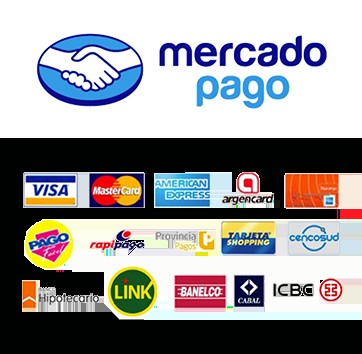 mercado
pago
VISA
MasterCard
AMERICAN
EXPRESS
argencard
Naranja
PAGO
fácil
rapipago
Provincia
Pagos
TARJETA
SHOPPING
cencosud
Hipotecario
LINK
BANELCO
CABAL
ICBC